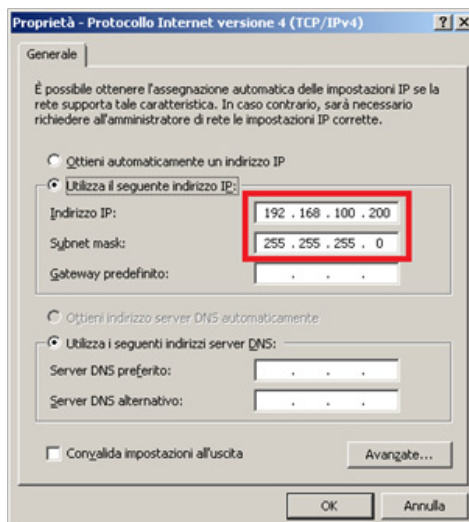 Proprietà - Protocollo Internet versione 4 (TCP/IPv4)
Generale
È possibile ottenere l'assegnazione automatica delle impostazioni IP se la
rete supporta tale caratteristica. In caso contrario, sarà necessario
richiedere all'amministratore di rete le impostazioni IP corrette.
Ottieni automaticamente un indirizzo IP
Utilizza il seguente indirizzo IP:
Indirizzo IP: 192 . 168 . 100 . 200
Subnet mask: 255 . 255 . 255 . 0
Gateway predefinito: . . .
Ottieni indirizzo server DNS automaticamente
Utilizza i seguenti indirizzi server DNS:
Server DNS preferito: . . .
Server DNS alternativo: . . .
Convalida impostazioni all'uscita
Avanzate...
OK Annulla